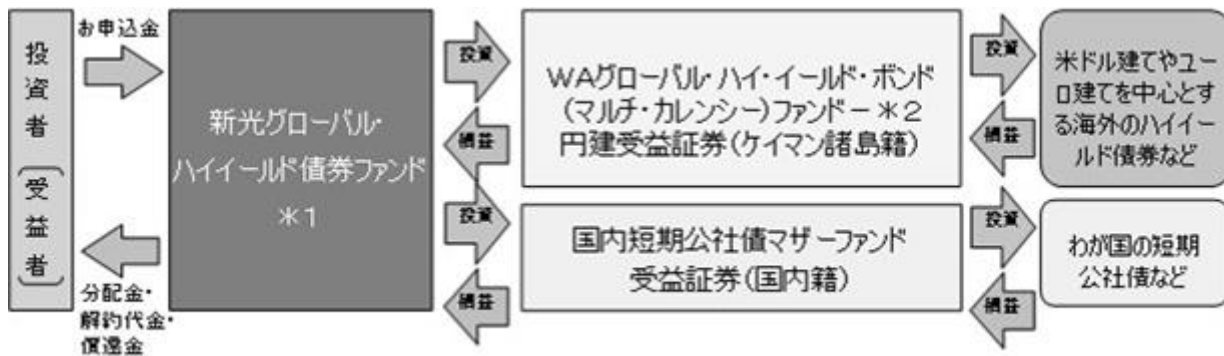 投資者(受益者)
お申込金
分配金・
解約代金・
償還金
新光グローバル・
ハイイールド債券ファンド
＊1
投資
損益
投資
損益
WAグローバル・ハイ・イールド・ボンド
(マルチ・カレンシー)ファンドー＊2
円建受益証券(ケイマン諸島籍)
国内短期公社債マザーファンド
受益証券(国内籍)
投資
損益
投資
損益
米ドル建てやユー
ロ建てを中心とす
る海外のハイイー
ルド債券など
わが国の短期
公社債など